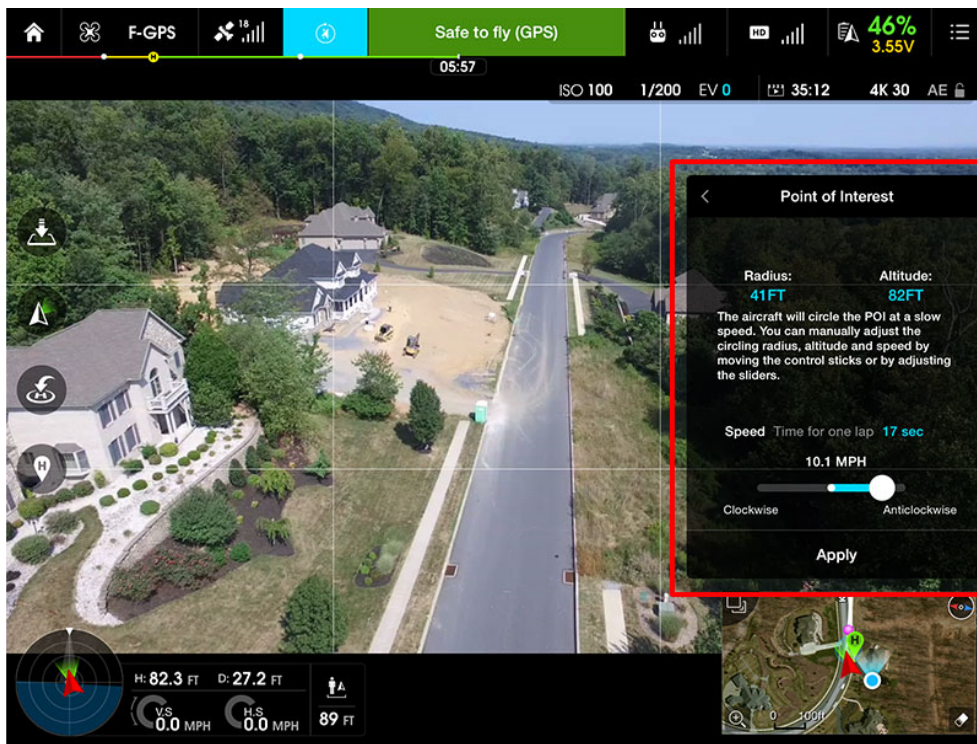 F-GPS
18
Safe to fly (GPS)
HD
46%
3.55V
H
05:57
ISO 100 1/200 EV 0 35:12 4K 30 AE
Point of Interest
Radius: Altitude:
41FT 82FT
The aircraft will circle the POI at a slow
speed. You can manually adjust the
circling radius, altitude and speed by
moving the control sticks or by adjusting
the sliders.
Speed Time for one lap 17 sec
10.1 MPH
Clockwise Anticlockwise
Apply
H
H
H: 82.3 FT D: 27.2 FT
V.S H.S
0.0 MPH 0.0 MPH
89 FT
H
0 100ft